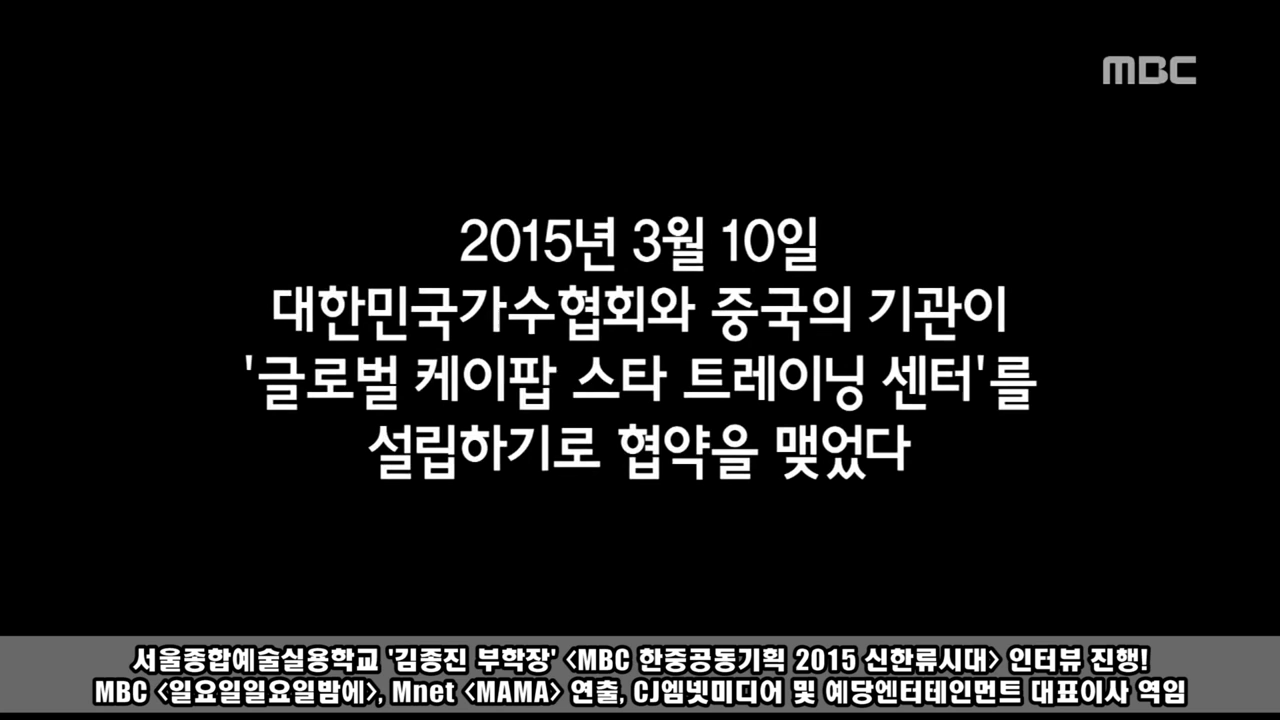 MBC
2015년 3월 10일
대한민국가수협회와 중국의 기관이
'글로벌 케이팝 스타 트레이닝 센터'를
설립하기로 협약을 맺었다
서울종합예술실용학교 '김종진 부학장' <MBC 한중공동기획 2015 신한류시대> 인터뷰 진행!
MBC <일요일일요일밤에>, Mnet <MAMA> 연출, CJ엠넷미디어 및 예당엔터테인먼트 대표이사 역임